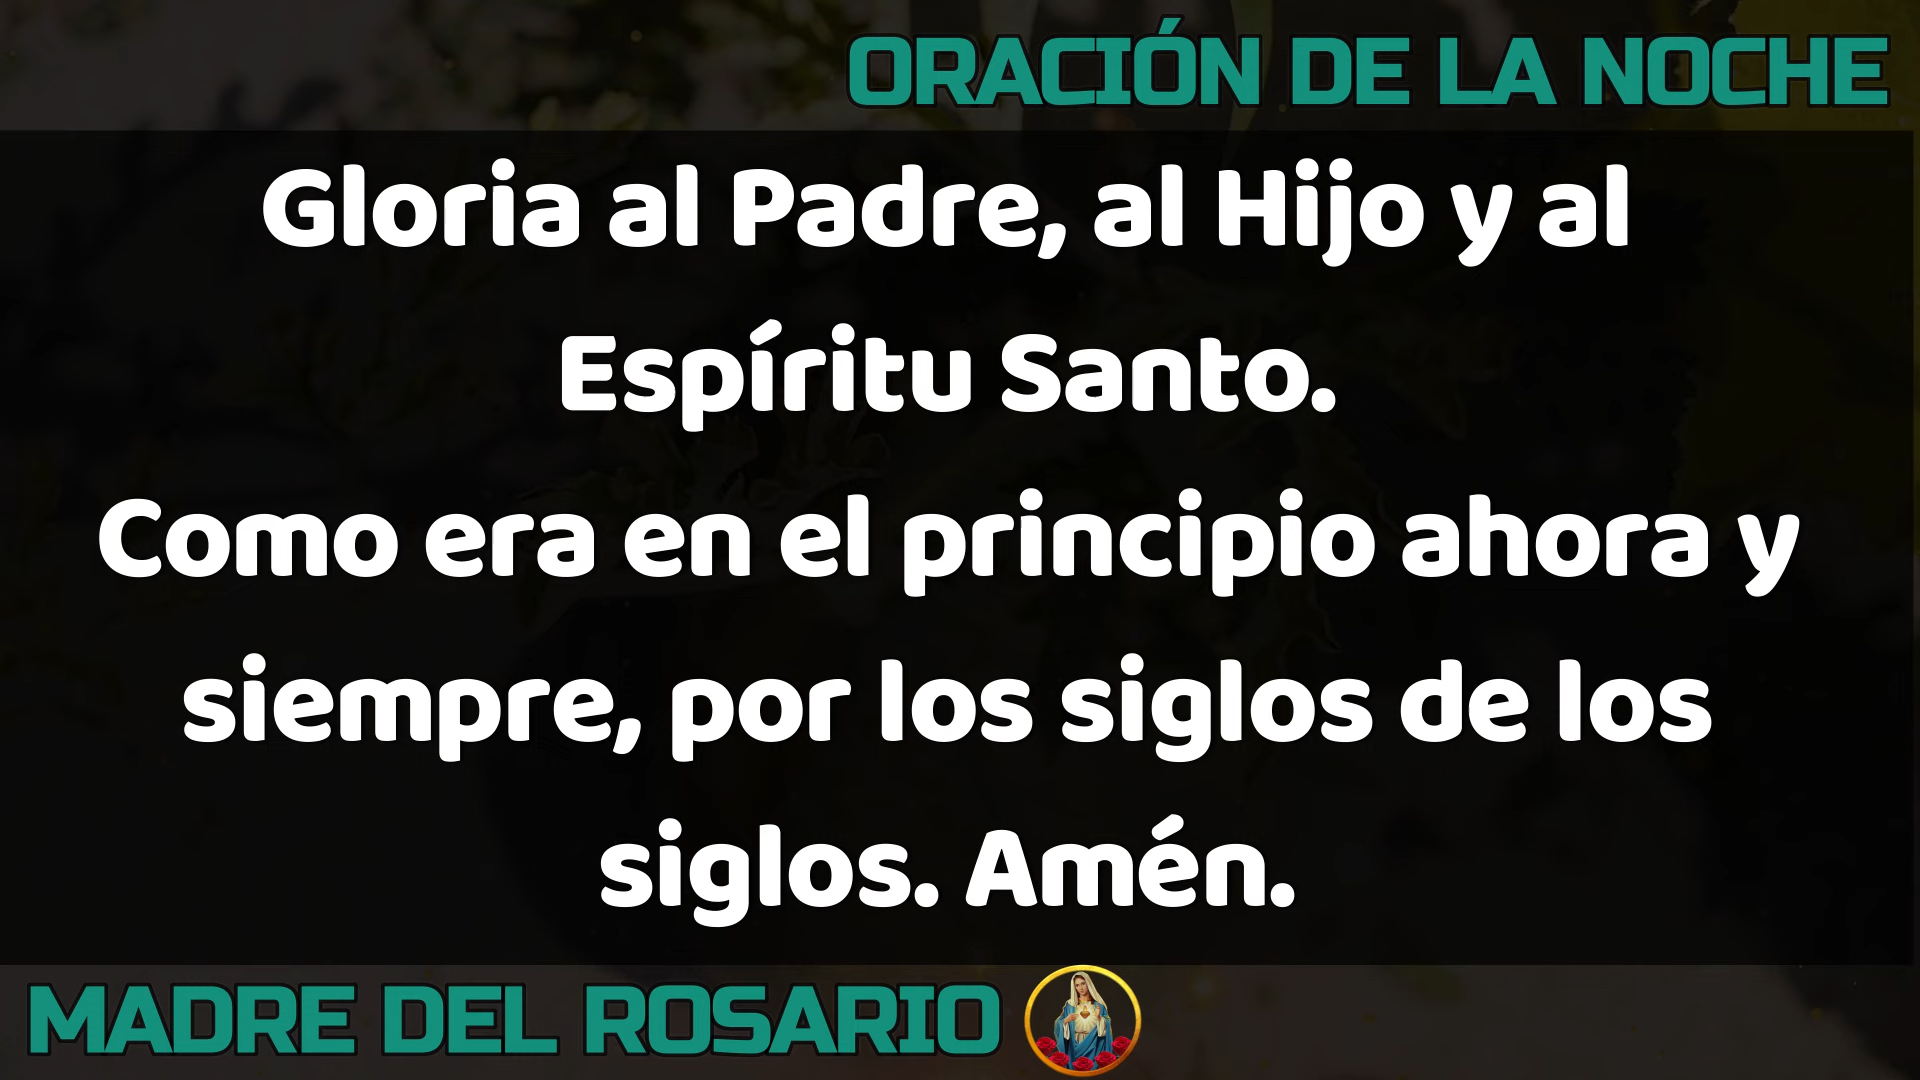 ORACIÓN DE LA NOCHE
Gloria al Padre, al Hijo y al
Espíritu Santo.
Como era en el principio ahora y
siempre, por los siglos de los
siglos. Amén.
MADRE DEL ROSARIO